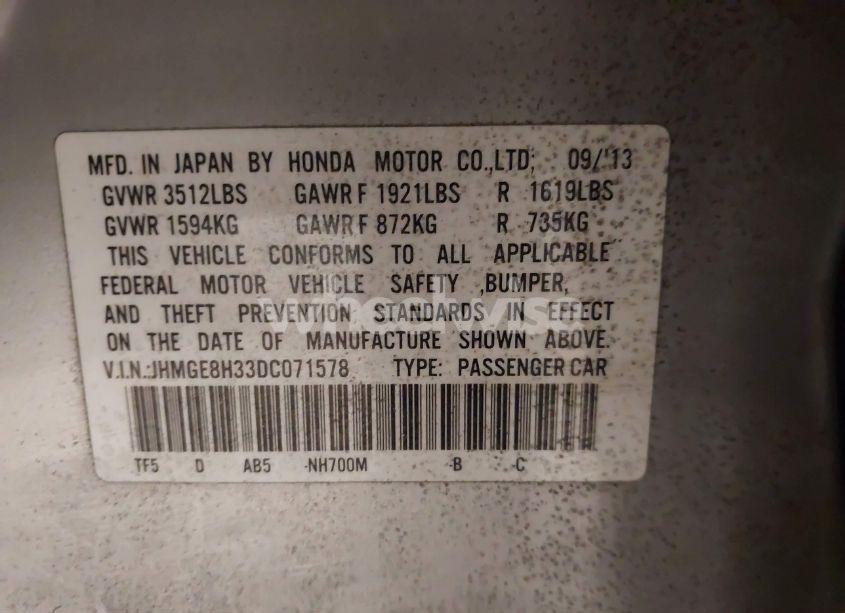 MFD. IN JAPAN BY HONDA MOTOR CO.,LTD; 09/'13
GVWR 3512LBS GAWR F 1921LBS R 1619LBS
GVWR 1594KG GAWR F 872KG R 735KG
THIS VEHICLE CONFORMS TO ALL APPLICABLE
FEDERAL MOTOR VEHICLE SAFETY ,BUMPER,
AND THEFT PREVENTION STANDARDS IN EFFECT
ON THE DATE OF MANUFACTURE SHOWN ABOVE.
V.I.N.:JHMGE8H33DC071578 TYPE: PASSENGER CAR
TF5 D AB5 -NH700M -B -C